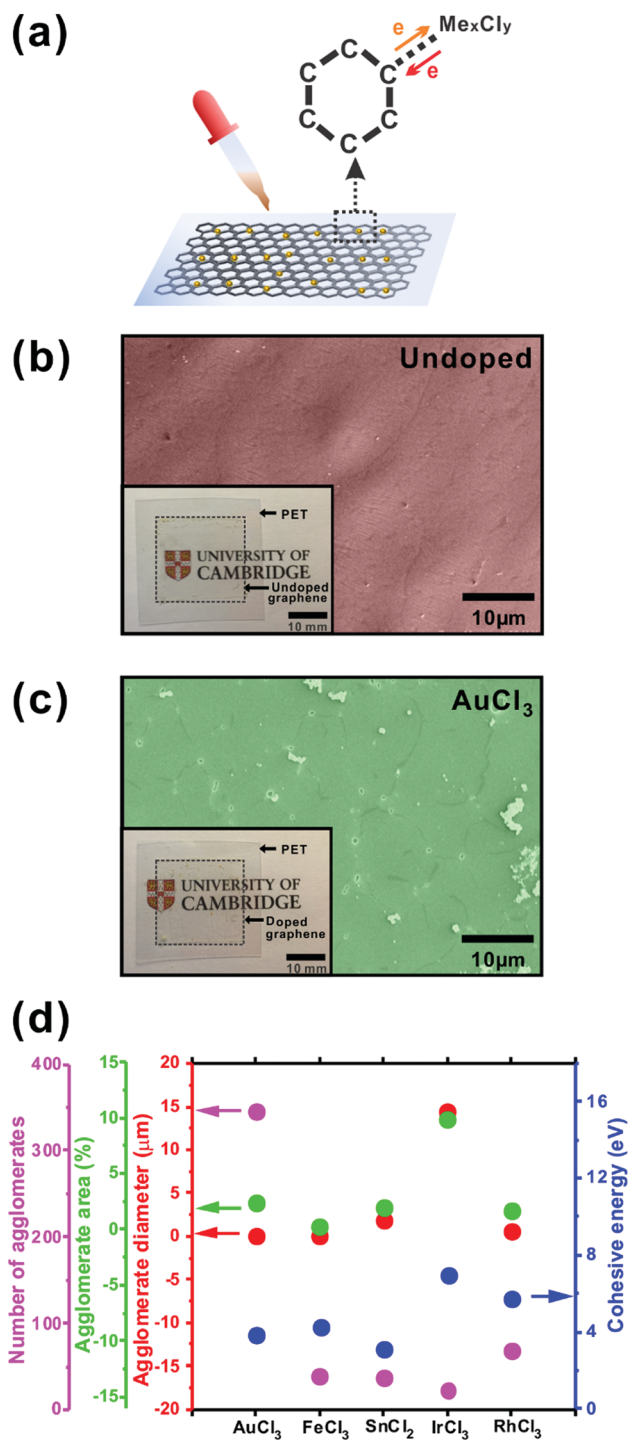 (a)
MeₓClᵧ
e
e
C
C
C
C
C
C
(b)
Undoped
PET
UNIVERSITY OF
CAMBRIDGE
Undoped
graphene
10 mm
10μm
(c)
AuCl₃
PET
UNIVERSITY OF
CAMBRIDGE
Doped
graphene
10 mm
10μm
(d)
Number of agglomerates
400
300
200
100
0
Agglomerate area (%)
15
10
5
0
-5
-10
-15
Agglomerate diameter (μm)
20
15
10
5
0
-5
-10
-15
-20
Cohesive energy (eV)
16
12
8
4
0
AuCl₃ FeCl₃ SnCl₂ IrCl₃ RhCl₃